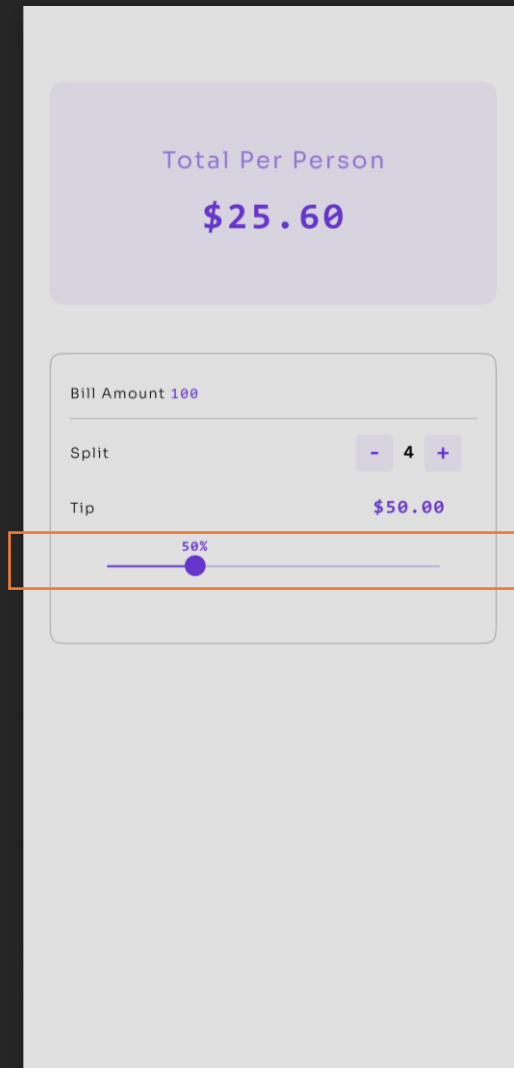 Total Per Person
$25.60
Bill Amount 100
Split - 4 +
Tip $50.00
50%